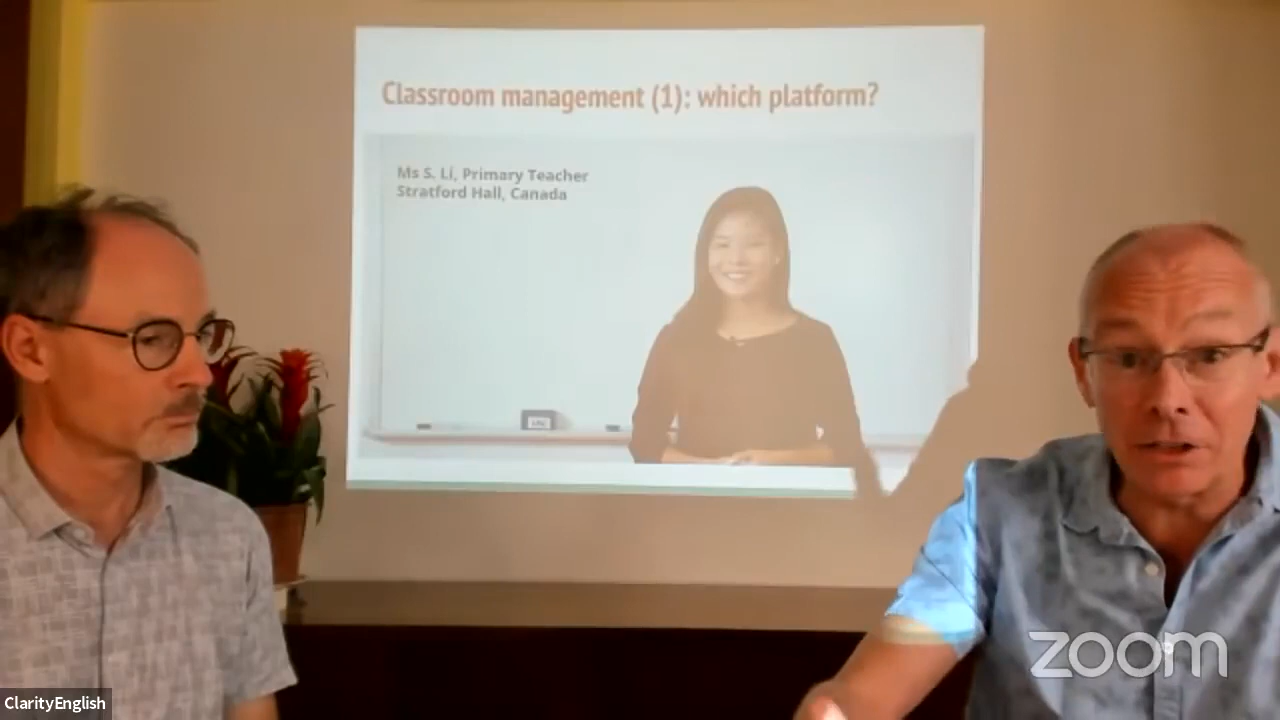 Classroom management (1): which platform?
Ms S. Li, Primary Teacher
Stratford Hall, Canada
zoom
ClarityEnglish